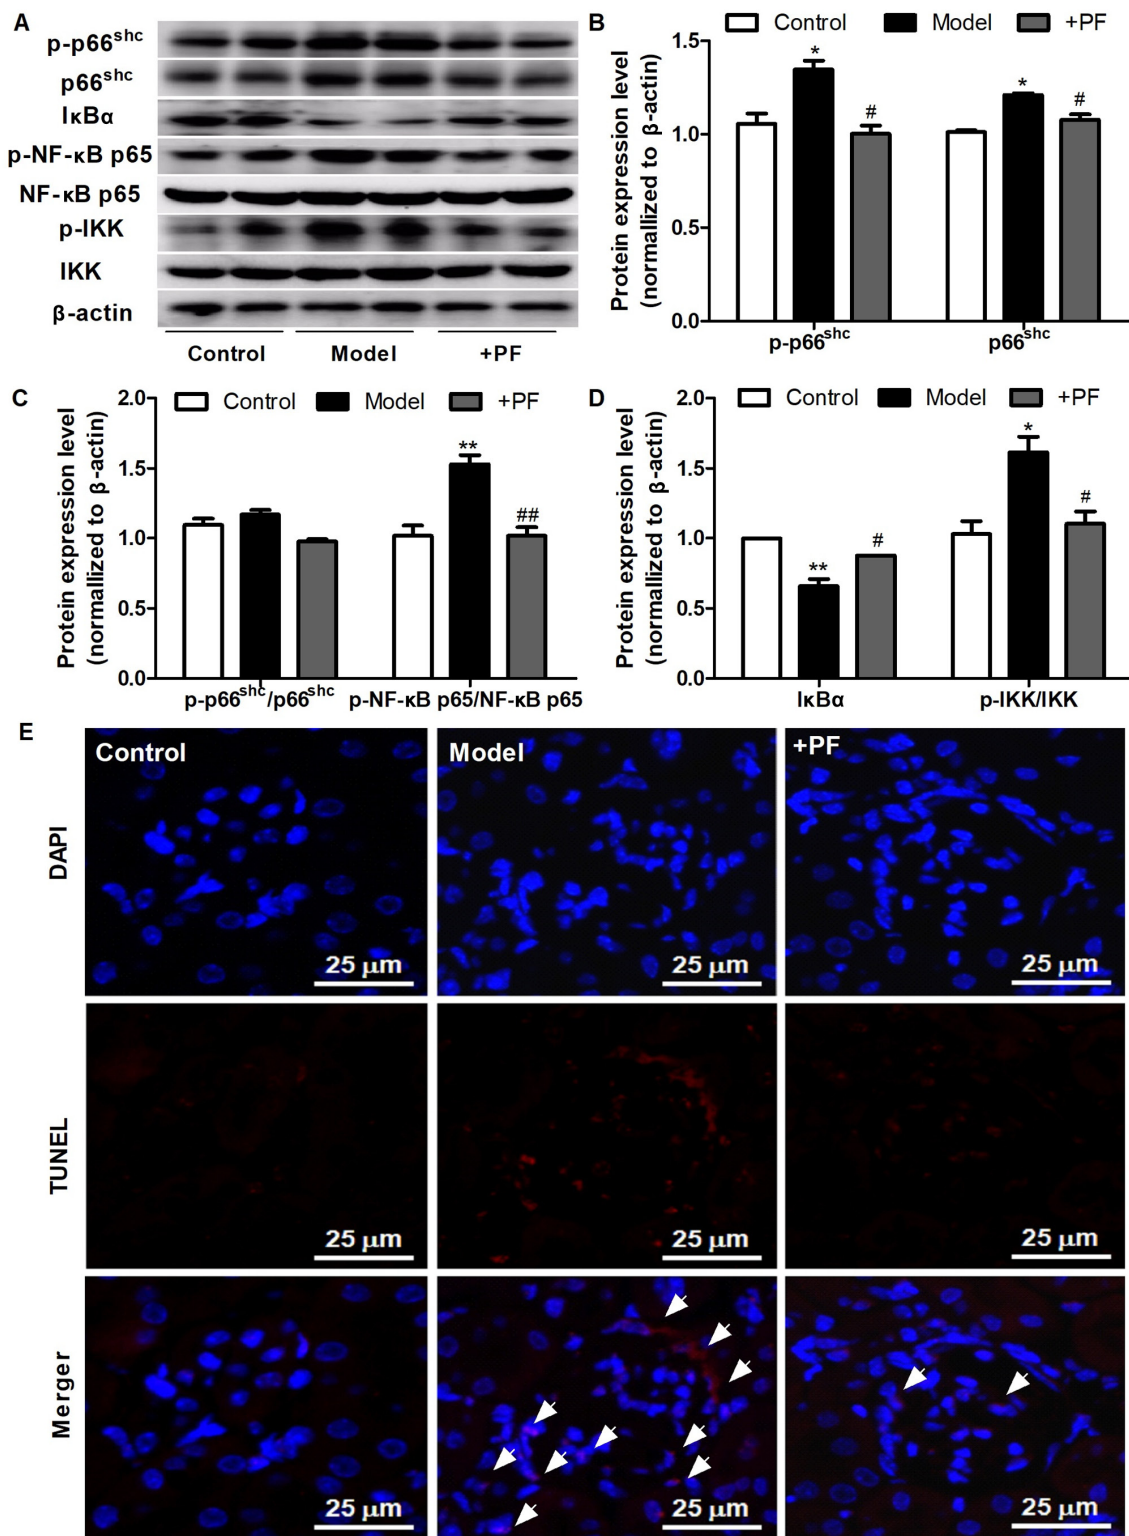 A
p-p66shc
p66shc
IκBα
p-NF-κB p65
NF-κB p65
p-IKK
IKK
β-actin
Control Model +PF
B
Control Model +PF
Protein expression level
(normallized to β-actin)
1.5
1.0
0.5
0.0
* # * #
p-p66shc p66shc
C
Control Model +PF
Protein expression level
(normallized to β-actin)
2.0
1.5
1.0
0.5
0.0
** ##
p-p66shc/p66shc p-NF-κB p65/NF-κB p65
D
Control Model +PF
Protein expression level
(normallized to β-actin)
2.0
1.5
1.0
0.5
0.0
** # * #
IκBα p-IKK/IKK
E
Control Model +PF
DAPI
25 μm 25 μm 25 μm
TUNEL
25 μm 25 μm 25 μm
Merger
25 μm 25 μm 25 μm